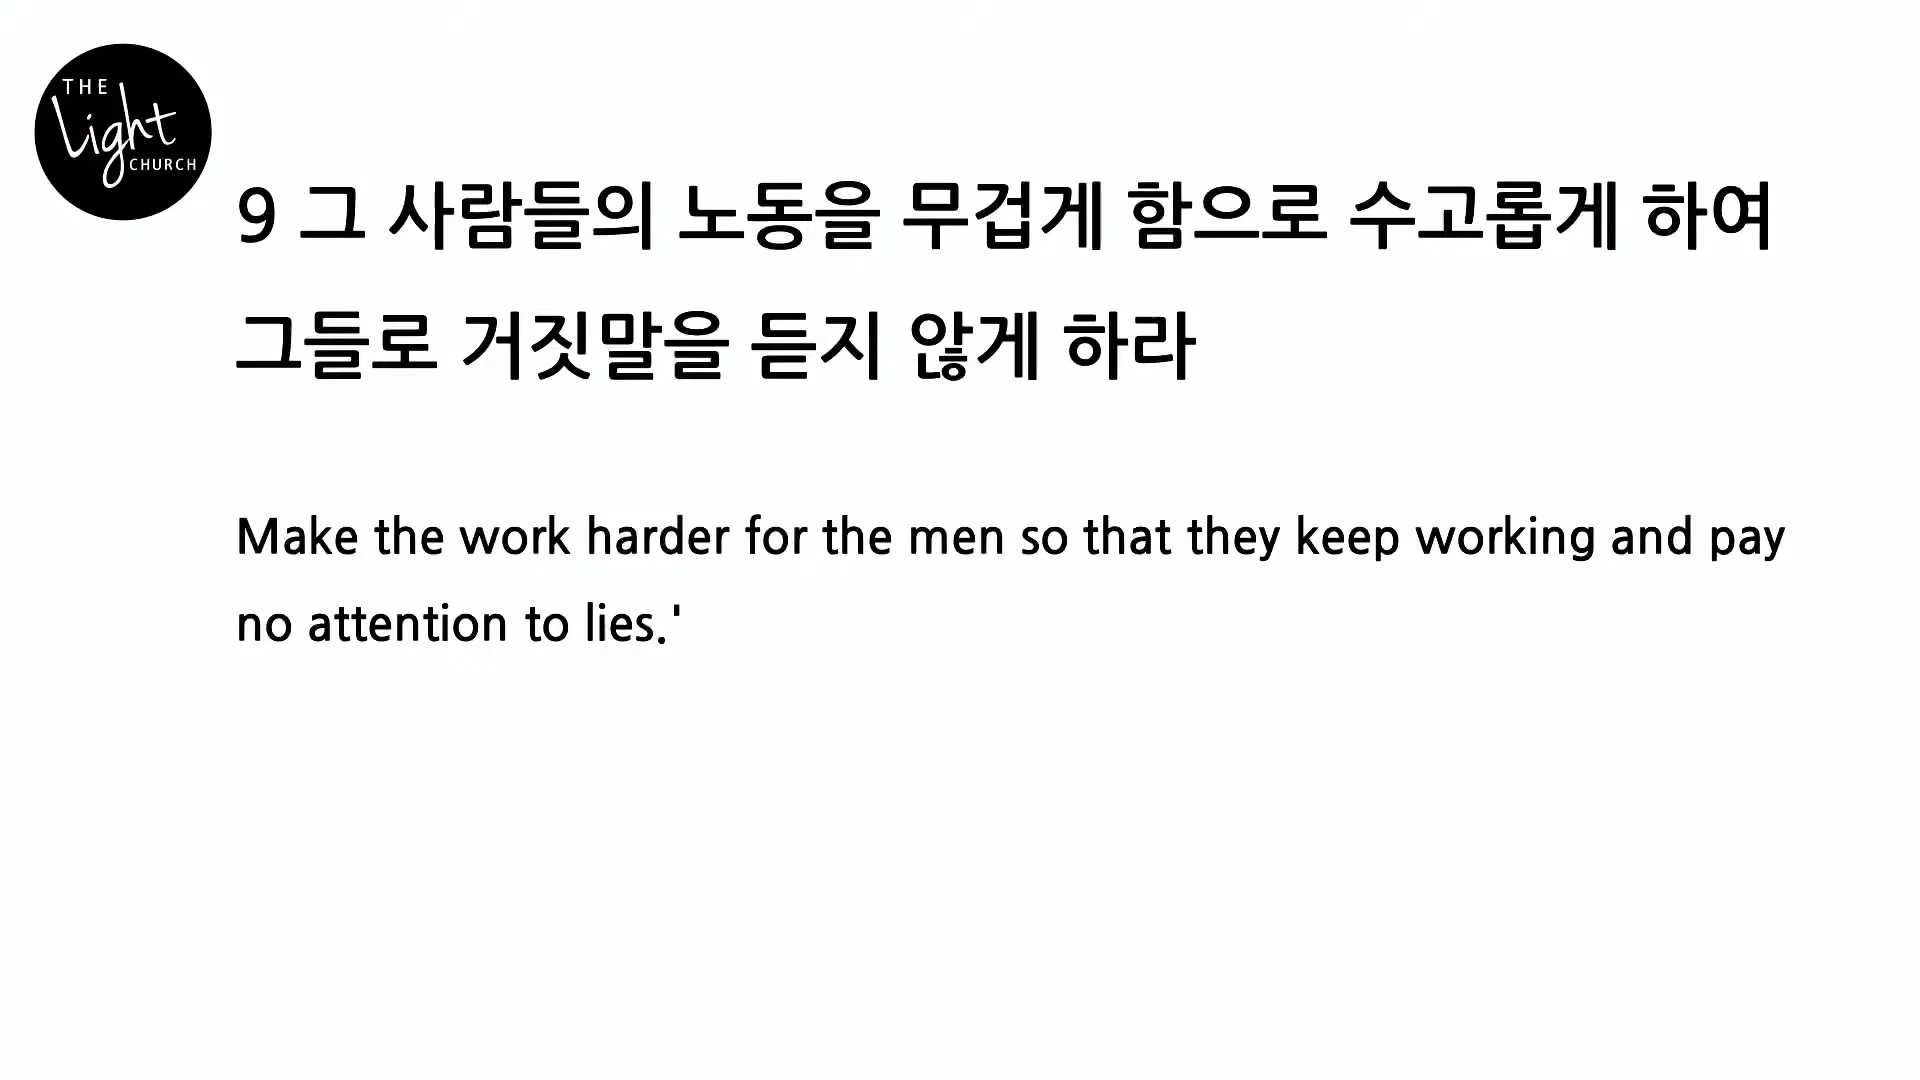 THE
Light
CHURCH
9 그 사람들의 노동을 무겁게 함으로 수고롭게 하여
그들로 거짓말을 듣지 않게 하라
Make the work harder for the men so that they keep working and pay
no attention to lies.'